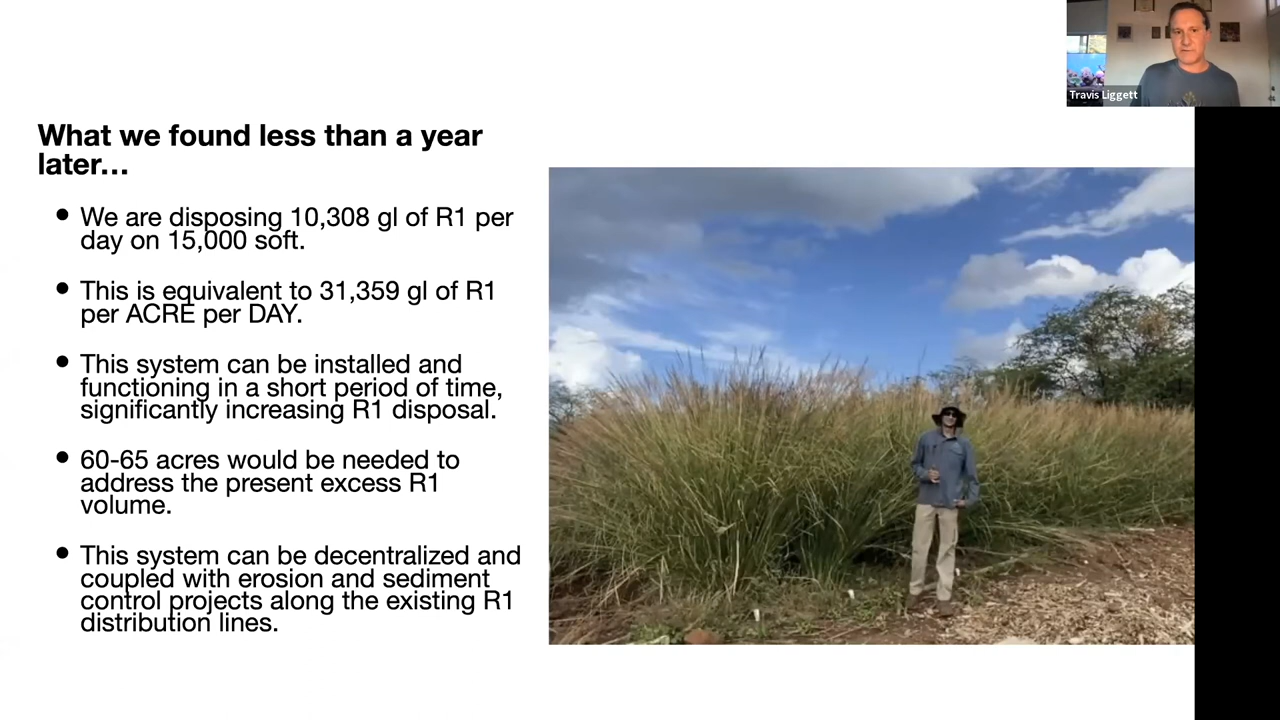 Travis Liggett
What we found less than a year
later...
• We are disposing 10,308 gl of R1 per
day on 15,000 soft.
• This is equivalent to 31,359 gl of R1
per ACRE per DAY.
• This system can be installed and
functioning in a short period of time,
significantly increasing R1 disposal.
• 60-65 acres would be needed to
address the present excess R1
volume.
• This system can be decentralized and
coupled with erosion and sediment
control projects along the existing R1
distribution lines.